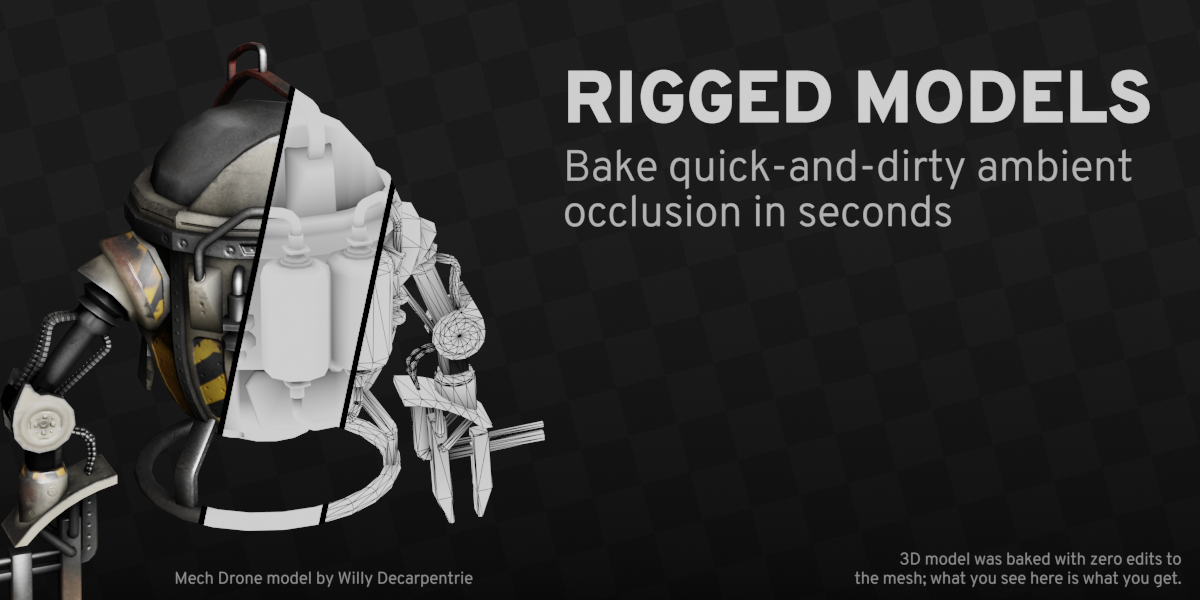 RIGGED MODELS
Bake quick-and-dirty ambient
occlusion in seconds
Mech Drone model by Willy Decarpentrie
3D model was baked with zero edits to
the mesh; what you see here is what you get.